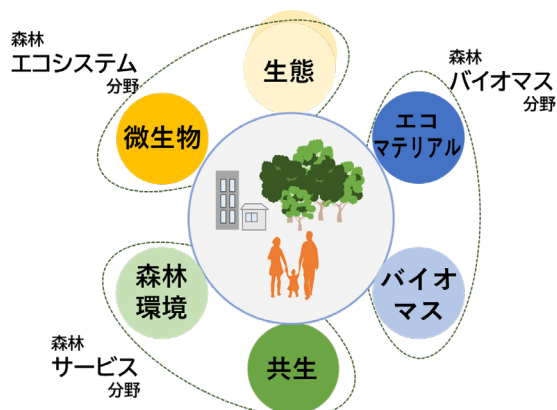 森林
エコシステム
分野
生態
微生物
森林
バイオマス
分野
エコ
マテリアル
バイオ
マス
森林
環境
共生
森林
サービス
分野